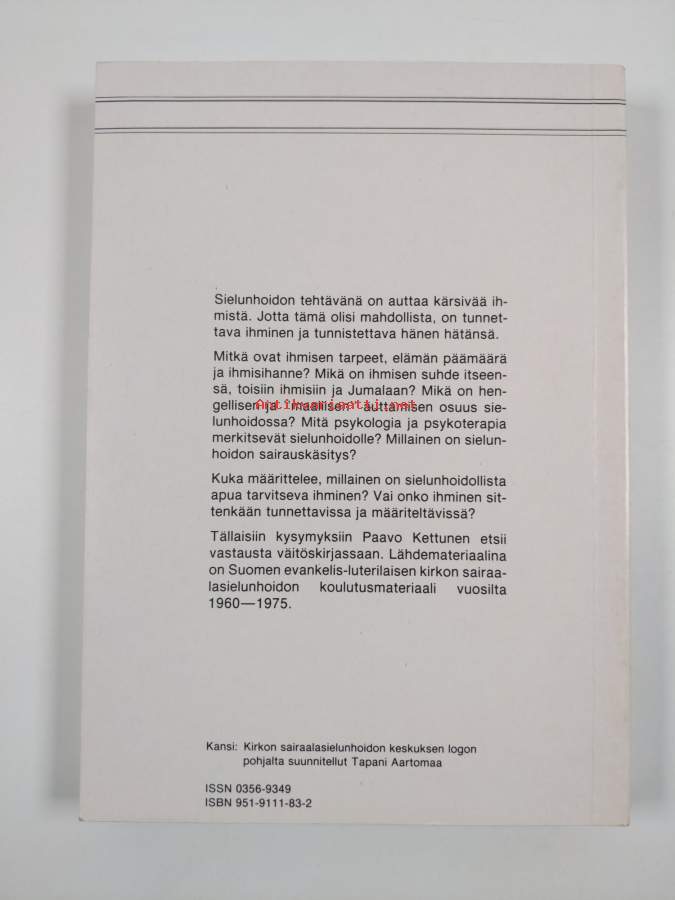 Sielunhoidon tehtävänä on auttaa kärsivää ih-
mistä. Jotta tämä olisi mahdollista, on tunnet-
tava ihminen ja tunnistettava hänen hätänsä.
Mitkä ovat ihmisen tarpeet, elämän päämäärä
ja ihmisihanne? Mikä on ihmisen suhde itseen-
sä, toisiin ihmisiin ja Jumalaan? Mikä on hen-
gellisen ja maallisen auttamisen osuus sie-
Antikvariaatti.net
lunhoidossa? Mitä psykologia ja psykoterapia
merkitsevät sielunhoidolle? Millainen on sielun-
hoidon sairauskäsitys?
Kuka määrittelee, millainen on sielunhoidollista
apua tarvitseva ihminen? Vai onko ihminen sit-
tenkään tunnettavissa ja määriteltävissä?
Tällaisiin kysymyksiin Paavo Kettunen etsii
vastausta väitöskirjassaan. Lähdemateriaalina
on Suomen evankelis-luterilaisen kirkon sairaa-
lasielunhoidon koulutusmateriaali vuosilta
1960—1975.
Kansi: Kirkon sairaalasielunhoidon keskuksen logon
pohjalta suunnitellut Tapani Aartomaa
ISSN 0356-9349
ISBN 951-9111-83-2